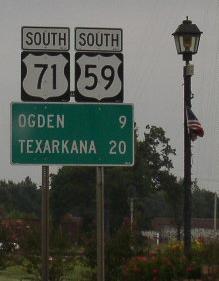 SOUTH SOUTH
71 59
OGDEN 9
TEXARKANA 20